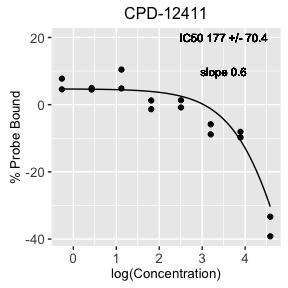 CPD-12411
IC50 177 +/- 70.4
slope 0.6
20
0
-20
-40
% Probe Bound
0
1
2
3
4
log(Concentration)